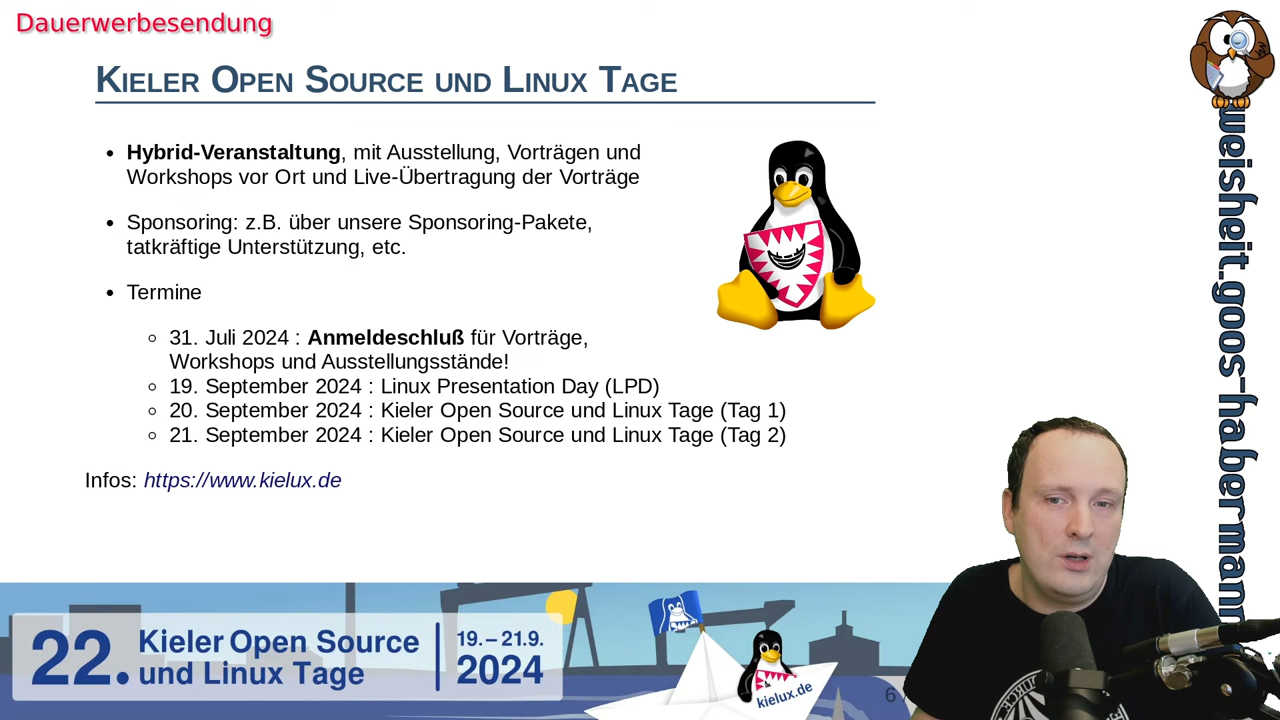 Dauerwerbesendung
Kieler Open Source und Linux Tage
• Hybrid-Veranstaltung, mit Ausstellung, Vorträgen und
Workshops vor Ort und Live-Übertragung der Vorträge
• Sponsoring: z.B. über unsere Sponsoring-Pakete,
tatkräftige Unterstützung, etc.
• Termine
◦ 31. Juli 2024 : Anmeldeschluß für Vorträge,
Workshops und Ausstellungsstände!
◦ 19. September 2024 : Linux Presentation Day (LPD)
◦ 20. September 2024 : Kieler Open Source und Linux Tage (Tag 1)
◦ 21. September 2024 : Kieler Open Source und Linux Tage (Tag 2)
Infos: https://www.kielux.de
22. Kieler Open Source
und Linux Tage
19. – 21.9.
2024
kielux.de
6
weisheit.goos-habermann